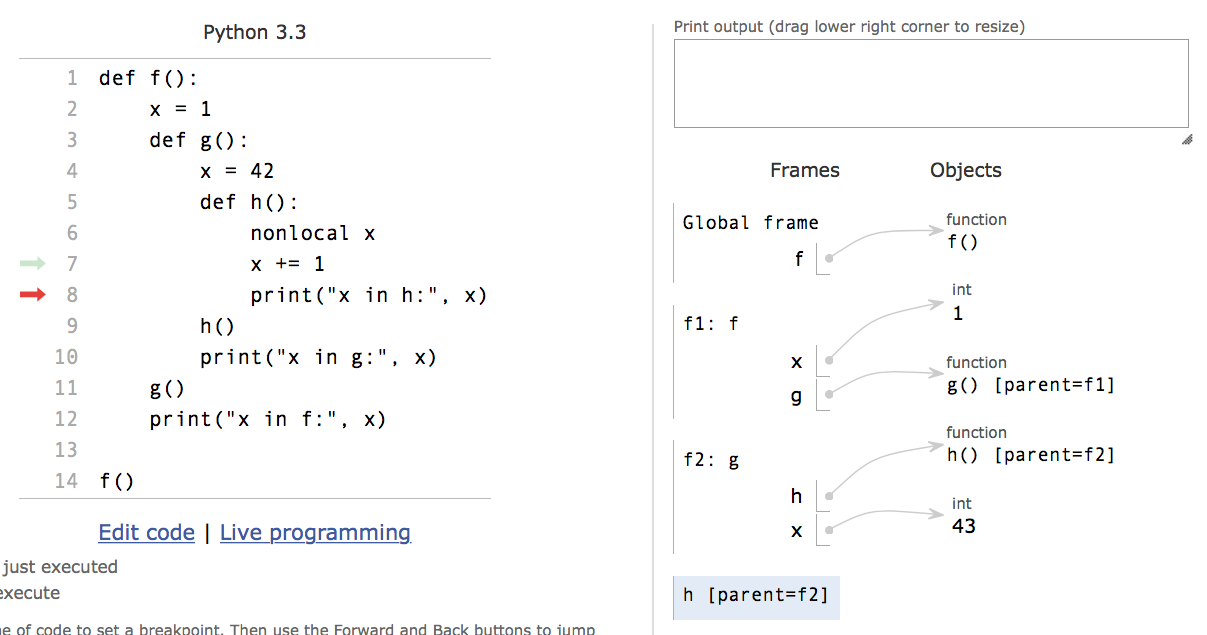 Python 3.3
1 def f():
2     x = 1
3     def g():
4         x = 42
5         def h():
6             nonlocal x
7             x += 1
8             print("x in h:", x)
9         h()
10         print("x in g:", x)
11     g()
12     print("x in f:", x)
13
14 f()
Edit code | Live programming
just executed
execute
e of code to set a breakpoint. Then use the Forward and Back buttons to jump
Print output (drag lower right corner to resize)
Frames Objects
Global frame
f
function
f()
f1: f
x
int
1
g
function
g() [parent=f1]
f2: g
h
function
h() [parent=f2]
x
int
43
h [parent=f2]